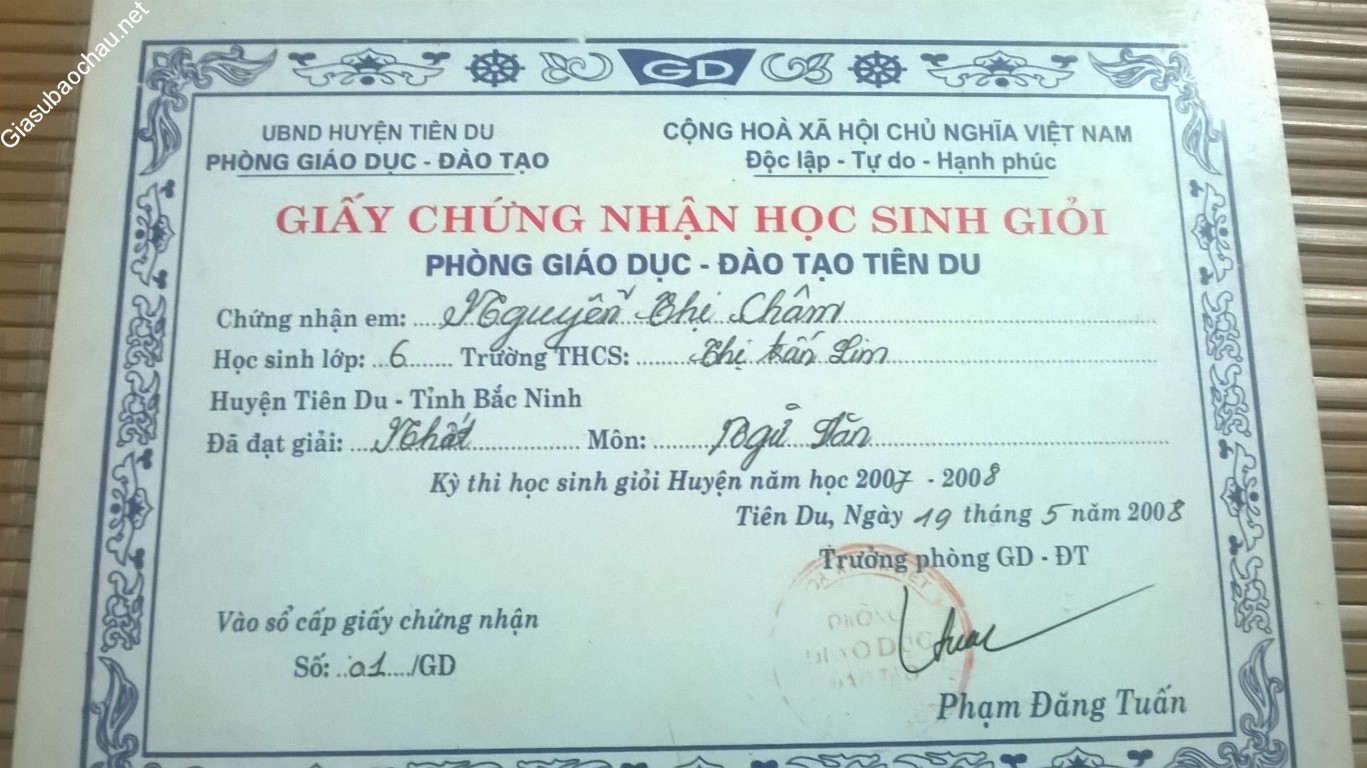 Giasubaochau.net
GD
UBND HUYỆN TIÊN DU
PHÒNG GIÁO DỤC - ĐÀO TẠO
CỘNG HOÀ XÃ HỘI CHỦ NGHĨA VIỆT NAM
Độc lập - Tự do - Hạnh phúc
GIẤY CHỨNG NHẬN HỌC SINH GIỎI
PHÒNG GIÁO DỤC - ĐÀO TẠO TIÊN DU
Chứng nhận em: Nguyễn Thị Châm
Học sinh lớp: 6 Trường THCS: Thị trấn Lim
Huyện Tiên Du - Tỉnh Bắc Ninh
Đã đạt giải: Nhất Môn: Ngữ Văn
Kỳ thi học sinh giỏi Huyện năm học 2007 - 2008
Tiên Du, Ngày 19 tháng 5 năm 2008
Trưởng phòng GD - ĐT
Vào sổ cấp giấy chứng nhận
Số: 01 /GD
PHÒNG
GIÁO DỤC
ĐÀO TẠO
Phạm Đăng Tuấn